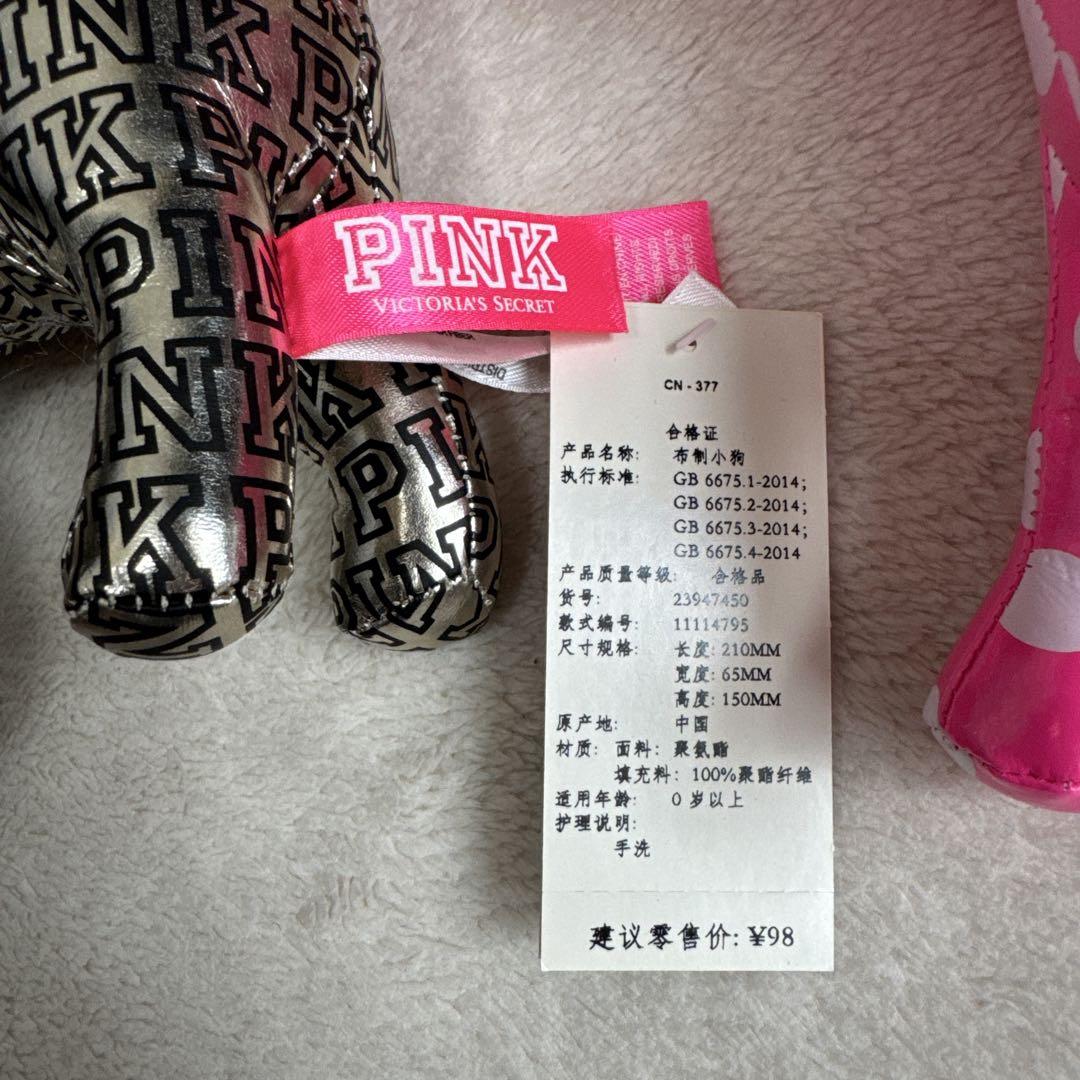 PINK
VICTORIA'S SECRET
CN - 377
合格证
产品名称: 布制小狗
执行标准: GB 6675.1-2014;
GB 6675.2-2014;
GB 6675.3-2014;
GB 6675.4-2014
产品质量等级: 合格品
货号: 23947450
款式编号: 11114795
尺寸规格: 长度: 210MM
宽度: 65MM
高度: 150MM
原产地: 中国
材质: 面料: 聚氨酯
填充料: 100%聚酯纤维
适用年龄: 0 岁以上
护理说明:
手洗
建议零售价: ¥98